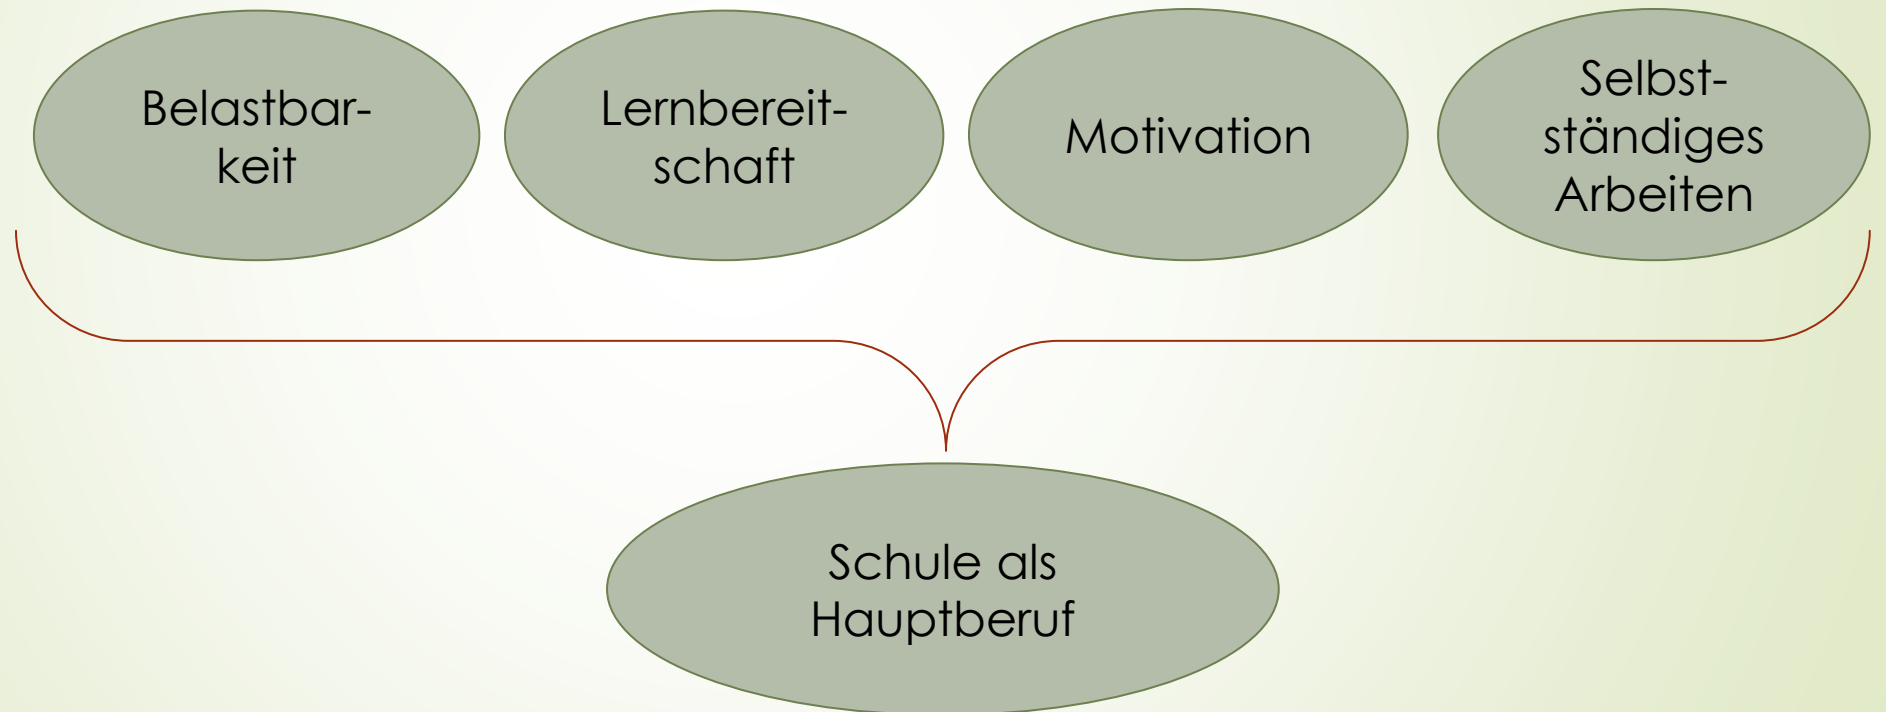 Belastbar-
keit
Lernbereit-
schaft
Motivation
Selbst-
ständiges
Arbeiten
Schule als
Hauptberuf